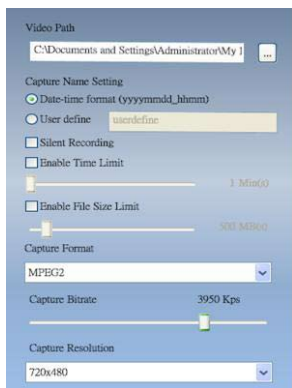 Video Path
C:\Documents and Settings\Administrator\My 1
...
Capture Name Setting
Date-time format (yyyymmdd_hhmm)
User define
userdefine
Silent Recording
Enable Time Limit
1 Min(s)
Enable File Size Limit
500 MB(s)
Capture Format
MPEG2
Capture Bitrate
3950 Kps
Capture Resolution
720x480